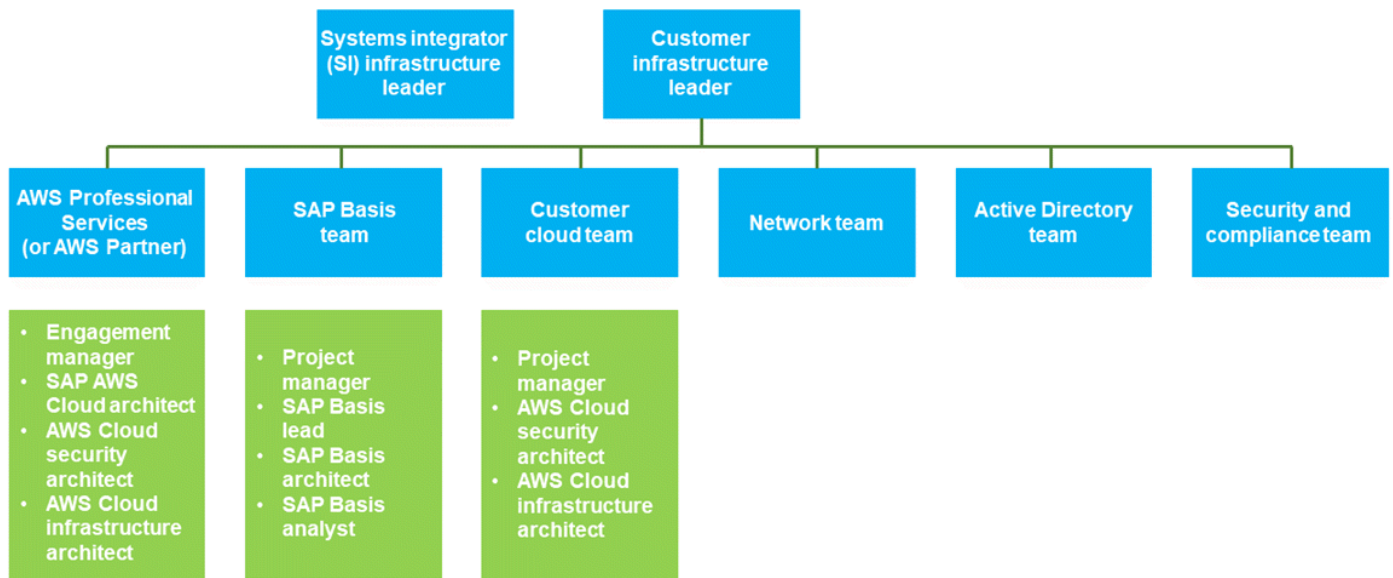 Systems integrator
(SI) infrastructure
leader
Customer
infrastructure
leader
AWS Professional
Services
(or AWS Partner)
SAP Basis
team
Customer
cloud team
Network team
Active Directory
team
Security and
compliance team
• Engagement
manager
• SAP AWS
Cloud architect
• AWS Cloud
security
architect
• AWS Cloud
infrastructure
architect
• Project
manager
• SAP Basis
lead
• SAP Basis
architect
• SAP Basis
analyst
• Project
manager
• AWS Cloud
security
architect
• AWS Cloud
infrastructure
architect